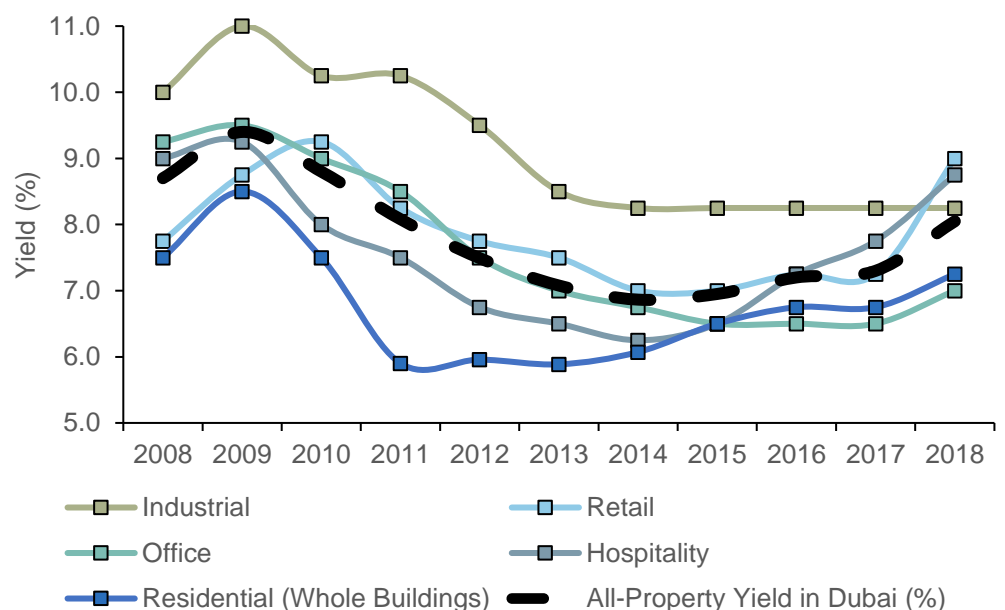 11.0
10.0
9.0
8.0
7.0
6.0
5.0
Yield (%)
2008 2009 2010 2011 2012 2013 2014 2015 2016 2017 2018
Industrial Retail
Office Hospitality
Residential (Whole Buildings) All-Property Yield in Dubai (%)